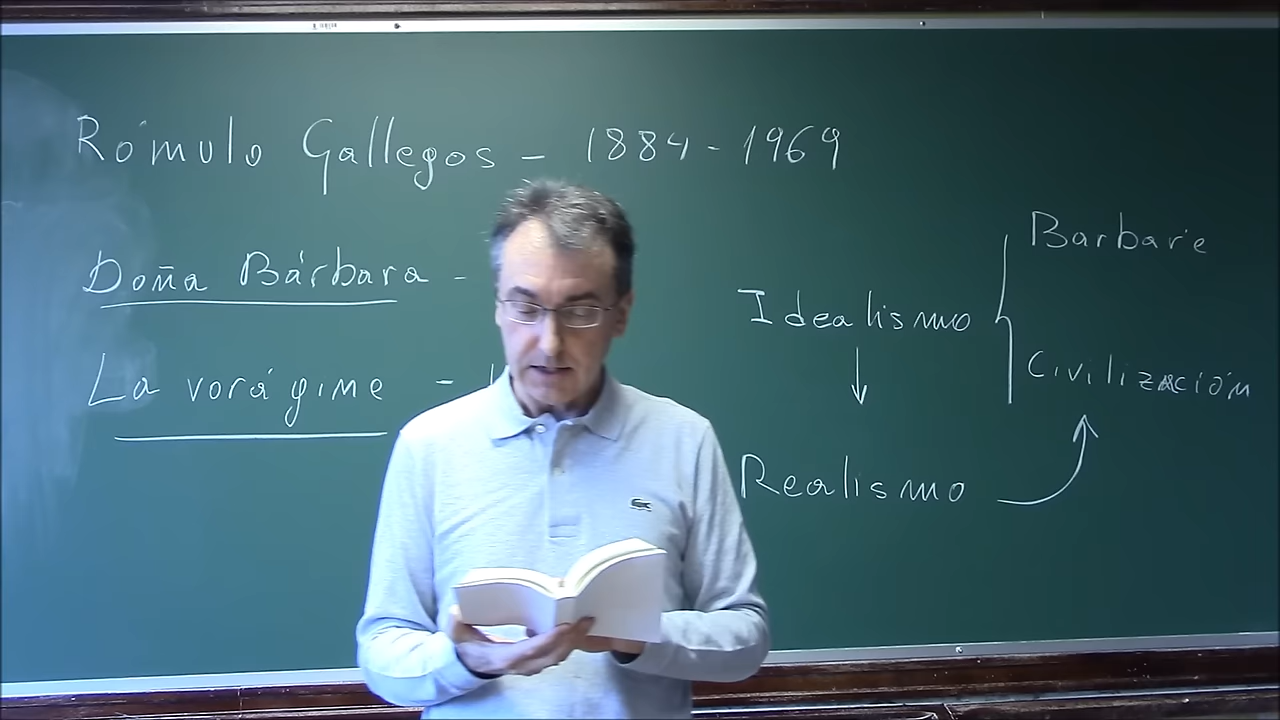 Rómulo Gallegos - 1884 - 1969
Doña Bárbara -
La vorágine -
Idealismo
Realismo
Barbarie
Civilización